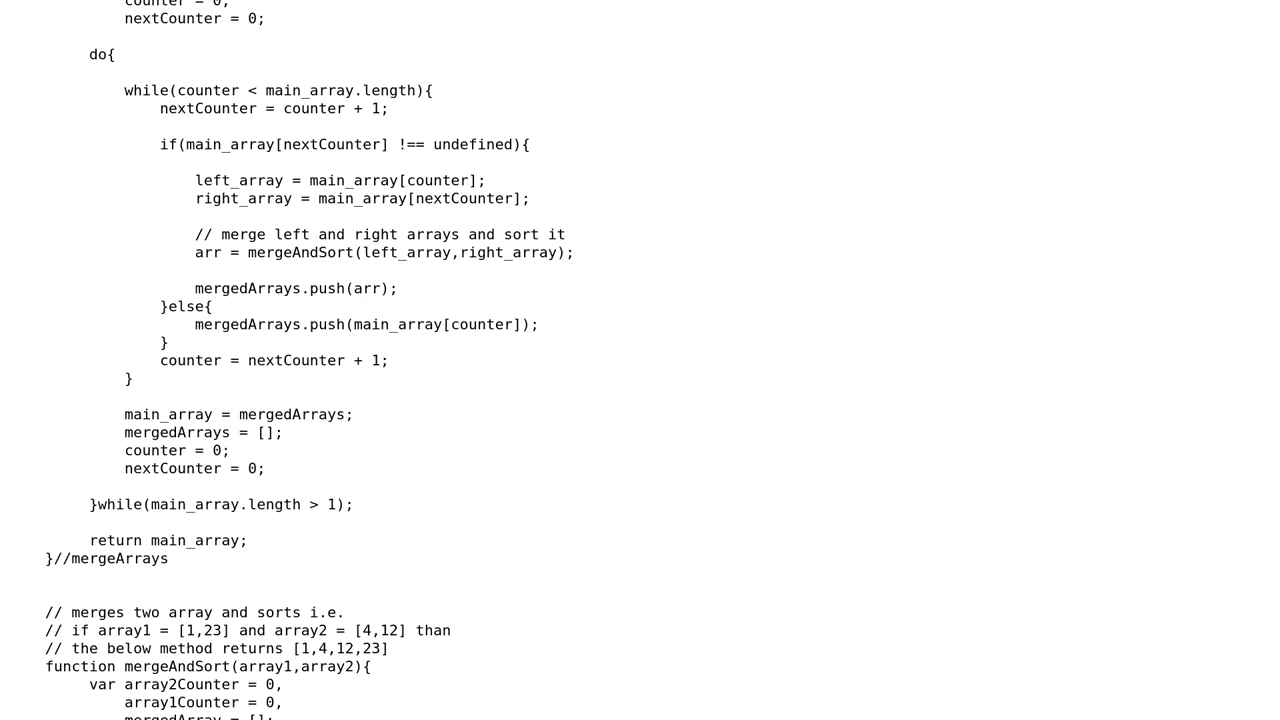 counter = 0,
nextCounter = 0;
do{
while(counter < main_array.length){
nextCounter = counter + 1;
if(main_array[nextCounter] !== undefined){
left_array = main_array[counter];
right_array = main_array[nextCounter];
// merge left and right arrays and sort it
arr = mergeAndSort(left_array,right_array);
mergedArrays.push(arr);
}else{
mergedArrays.push(main_array[counter]);
}
counter = nextCounter + 1;
}
main_array = mergedArrays;
mergedArrays = [];
counter = 0;
nextCounter = 0;
}while(main_array.length > 1);
return main_array;
}//mergeArrays
// merges two array and sorts i.e.
// if array1 = [1,23] and array2 = [4,12] than
// the below method returns [1,4,12,23]
function mergeAndSort(array1,array2){
var array2Counter = 0,
array1Counter = 0,
mergedArray = [];